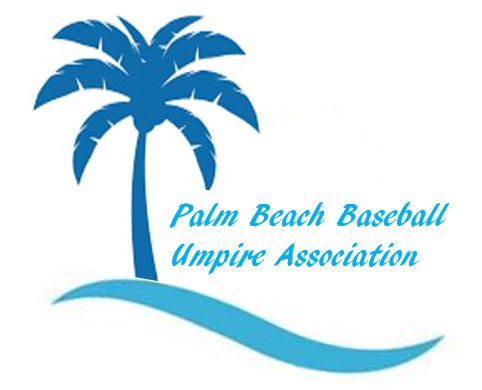 Palm Beach Baseball
Umpire Association